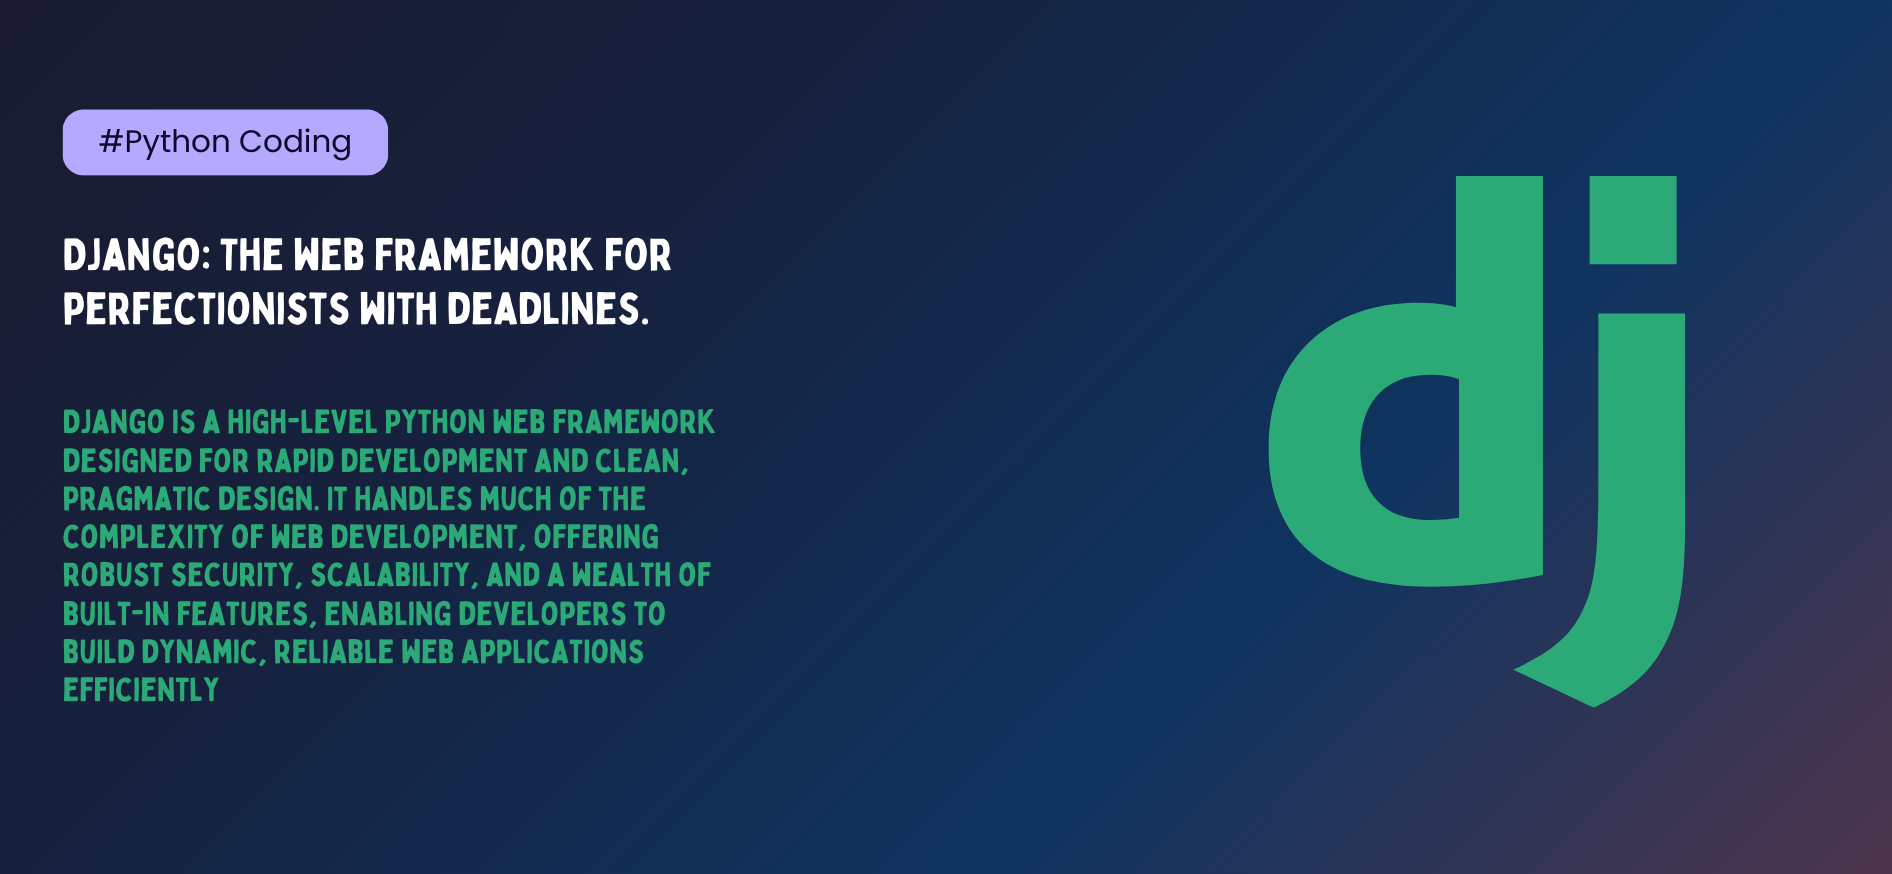 #Python Coding
DJANGO: THE WEB FRAMEWORK FOR
PERFECTIONISTS WITH DEADLINES.
DJANGO IS A HIGH-LEVEL PYTHON WEB FRAMEWORK
DESIGNED FOR RAPID DEVELOPMENT AND CLEAN,
PRAGMATIC DESIGN. IT HANDLES MUCH OF THE
COMPLEXITY OF WEB DEVELOPMENT, OFFERING
ROBUST SECURITY, SCALABILITY, AND A WEALTH OF
BUILT-IN FEATURES, ENABLING DEVELOPERS TO
BUILD DYNAMIC, RELIABLE WEB APPLICATIONS
EFFICIENTLY
dj